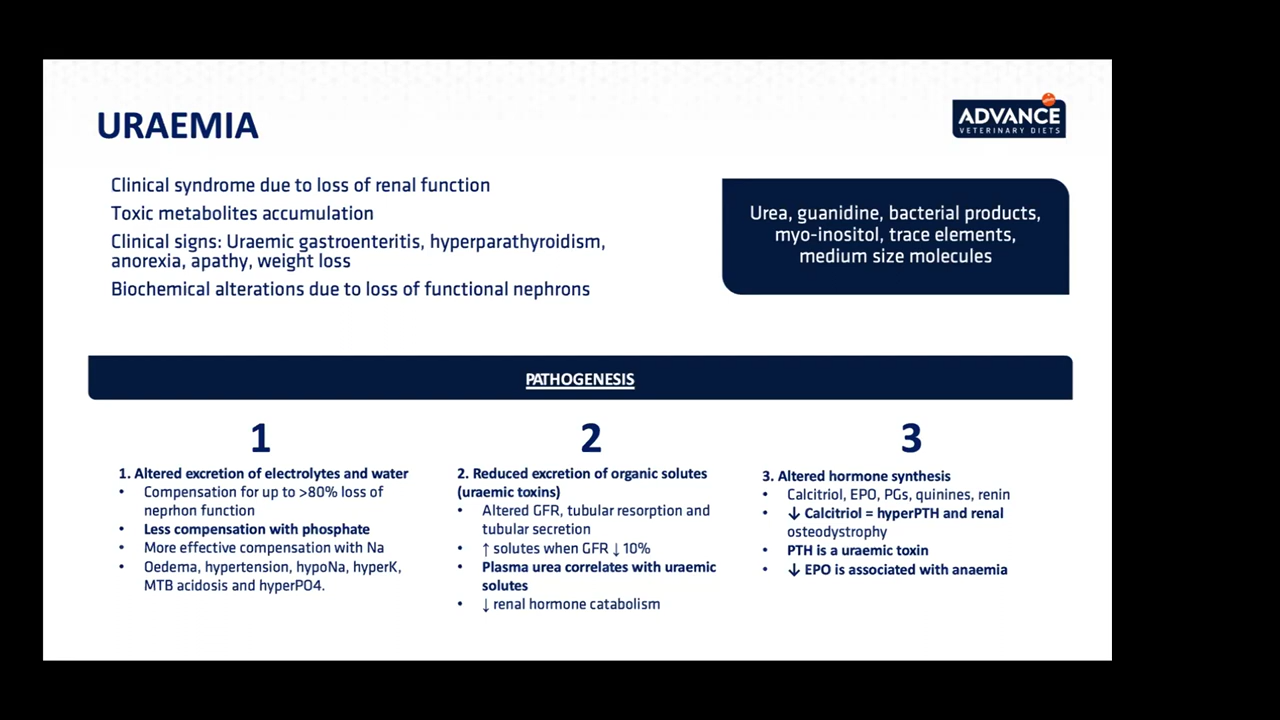 URAEMIA
ADVANCE
VETERINARY DIETS
Clinical syndrome due to loss of renal function
Toxic metabolites accumulation
Clinical signs: Uraemic gastroenteritis, hyperparathyroidism,
anorexia, apathy, weight loss
Biochemical alterations due to loss of functional nephrons
Urea, guanidine, bacterial products,
myo-inositol, trace elements,
medium size molecules
PATHOGENESIS
1
1. Altered excretion of electrolytes and water
• Compensation for up to >80% loss of
neprhon function
• Less compensation with phosphate
• More effective compensation with Na
• Oedema, hypertension, hypoNa, hyperK,
MTB acidosis and hyperPO4.
2
2. Reduced excretion of organic solutes
(uraemic toxins)
• Altered GFR, tubular resorption and
tubular secretion
• ↑ solutes when GFR ↓ 10%
• Plasma urea correlates with uraemic
solutes
• ↓ renal hormone catabolism
3
3. Altered hormone synthesis
• Calcitriol, EPO, PGs, quinines, renin
• ↓ Calcitriol = hyperPTH and renal
osteodystrophy
• PTH is a uraemic toxin
• ↓ EPO is associated with anaemia